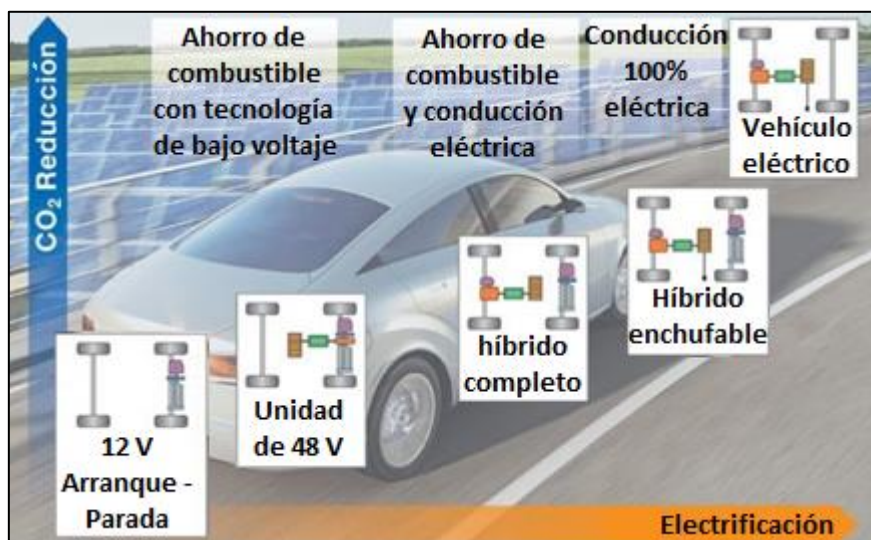 CO₂ Reducción
Ahorro de
combustible
con tecnología
de bajo voltaje
Ahorro de
combustible
y conducción
eléctrica
Conducción
100%
eléctrica
Vehículo
eléctrico
Híbrido
enchufable
híbrido
completo
Unidad
de 48 V
12 V
Arranque -
Parada
Electrificación